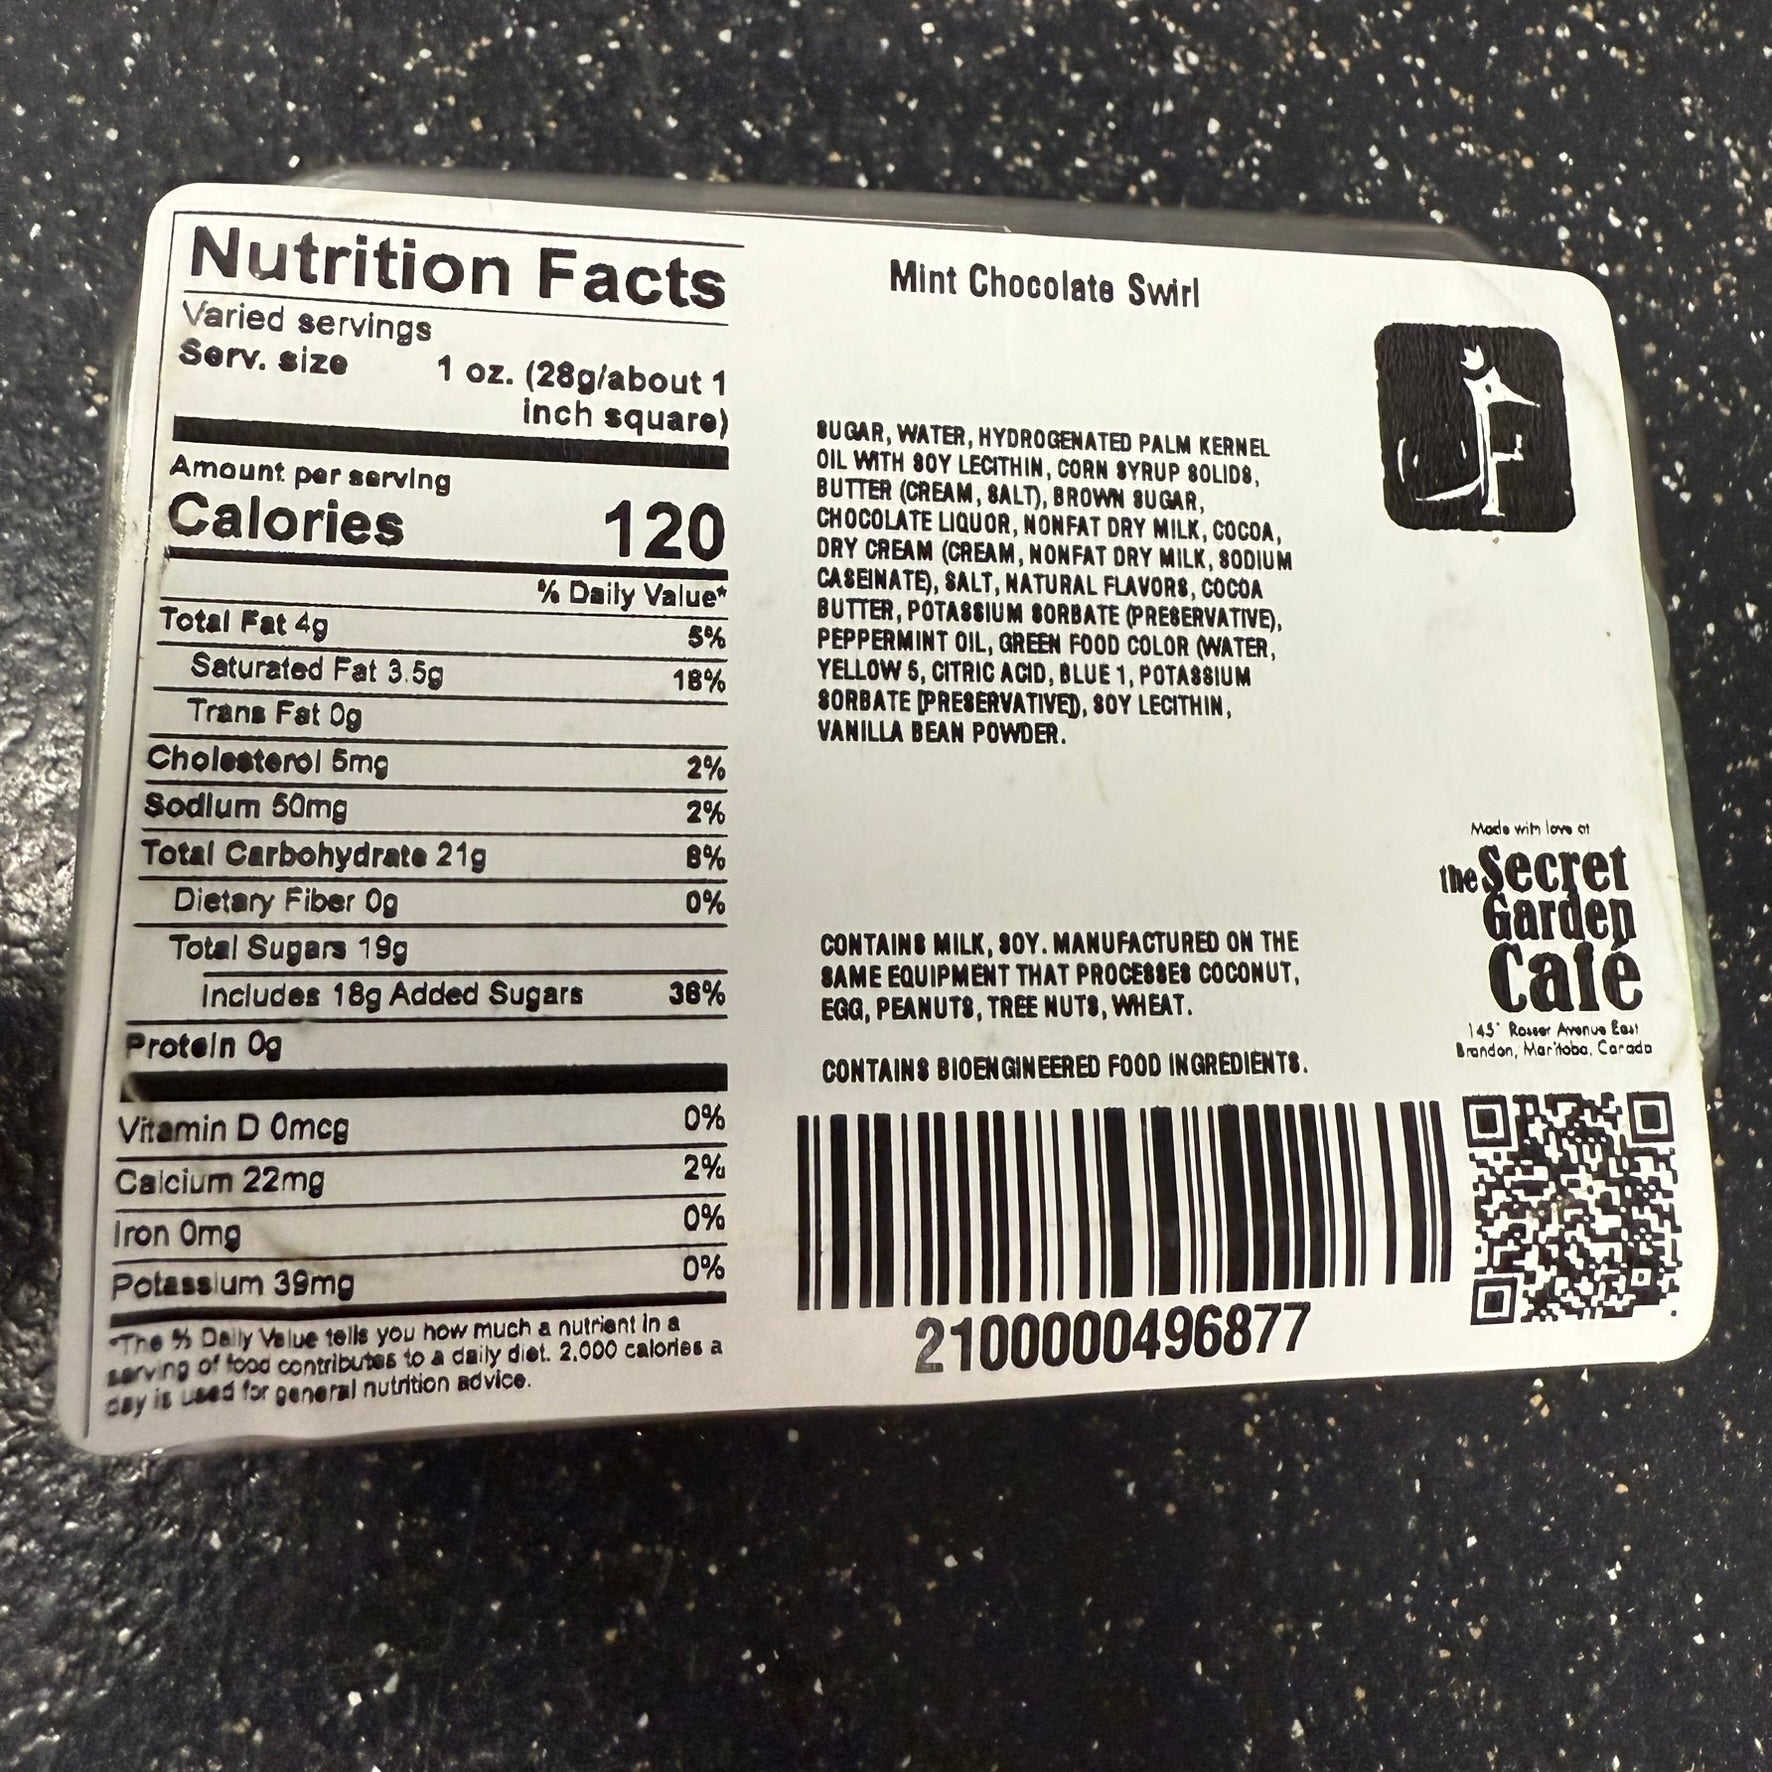 Nutrition Facts
Varied servings
Serv. size 1 oz. (28g/about 1
inch square)
Amount per serving
Calories 120
% Daily Value*
Total Fat 4g 5%
Saturated Fat 3.5g 18%
Trans Fat 0g
Cholesterol 5mg 2%
Sodium 50mg 2%
Total Carbohydrate 21g 8%
Dietary Fiber 0g 0%
Total Sugars 19g
Includes 18g Added Sugars 36%
Protein 0g
Vitamin D 0mcg 0%
Calcium 22mg 2%
Iron 0mg 0%
Potassium 39mg 0%
*The % Daily Value tells you how much a nutrient in a
serving of food contributes to a daily diet. 2,000 calories a
day is used for general nutrition advice.
Mint Chocolate Swirl
SUGAR, WATER, HYDROGENATED PALM KERNEL
OIL WITH SOY LECITHIN, CORN SYRUP SOLIDS,
BUTTER (CREAM, SALT), BROWN SUGAR,
CHOCOLATE LIQUOR, NONFAT DRY MILK, COCOA,
DRY CREAM (CREAM, NONFAT DRY MILK, SODIUM
CASEINATE), SALT, NATURAL FLAVORS, COCOA
BUTTER, POTASSIUM SORBATE (PRESERVATIVE),
PEPPERMINT OIL, GREEN FOOD COLOR (WATER,
YELLOW 5, CITRIC ACID, BLUE 1, POTASSIUM
SORBATE [PRESERVATIVE]), SOY LECITHIN,
VANILLA BEAN POWDER.
CONTAINS MILK, SOY. MANUFACTURED ON THE
SAME EQUIPMENT THAT PROCESSES COCONUT,
EGG, PEANUTS, TREE NUTS, WHEAT.
CONTAINS BIOENGINEERED FOOD INGREDIENTS.
2100000496877
Made with love at
the Secret
Garden
Café
Rosser Avenue East
Brandon, Manitoba, Canada